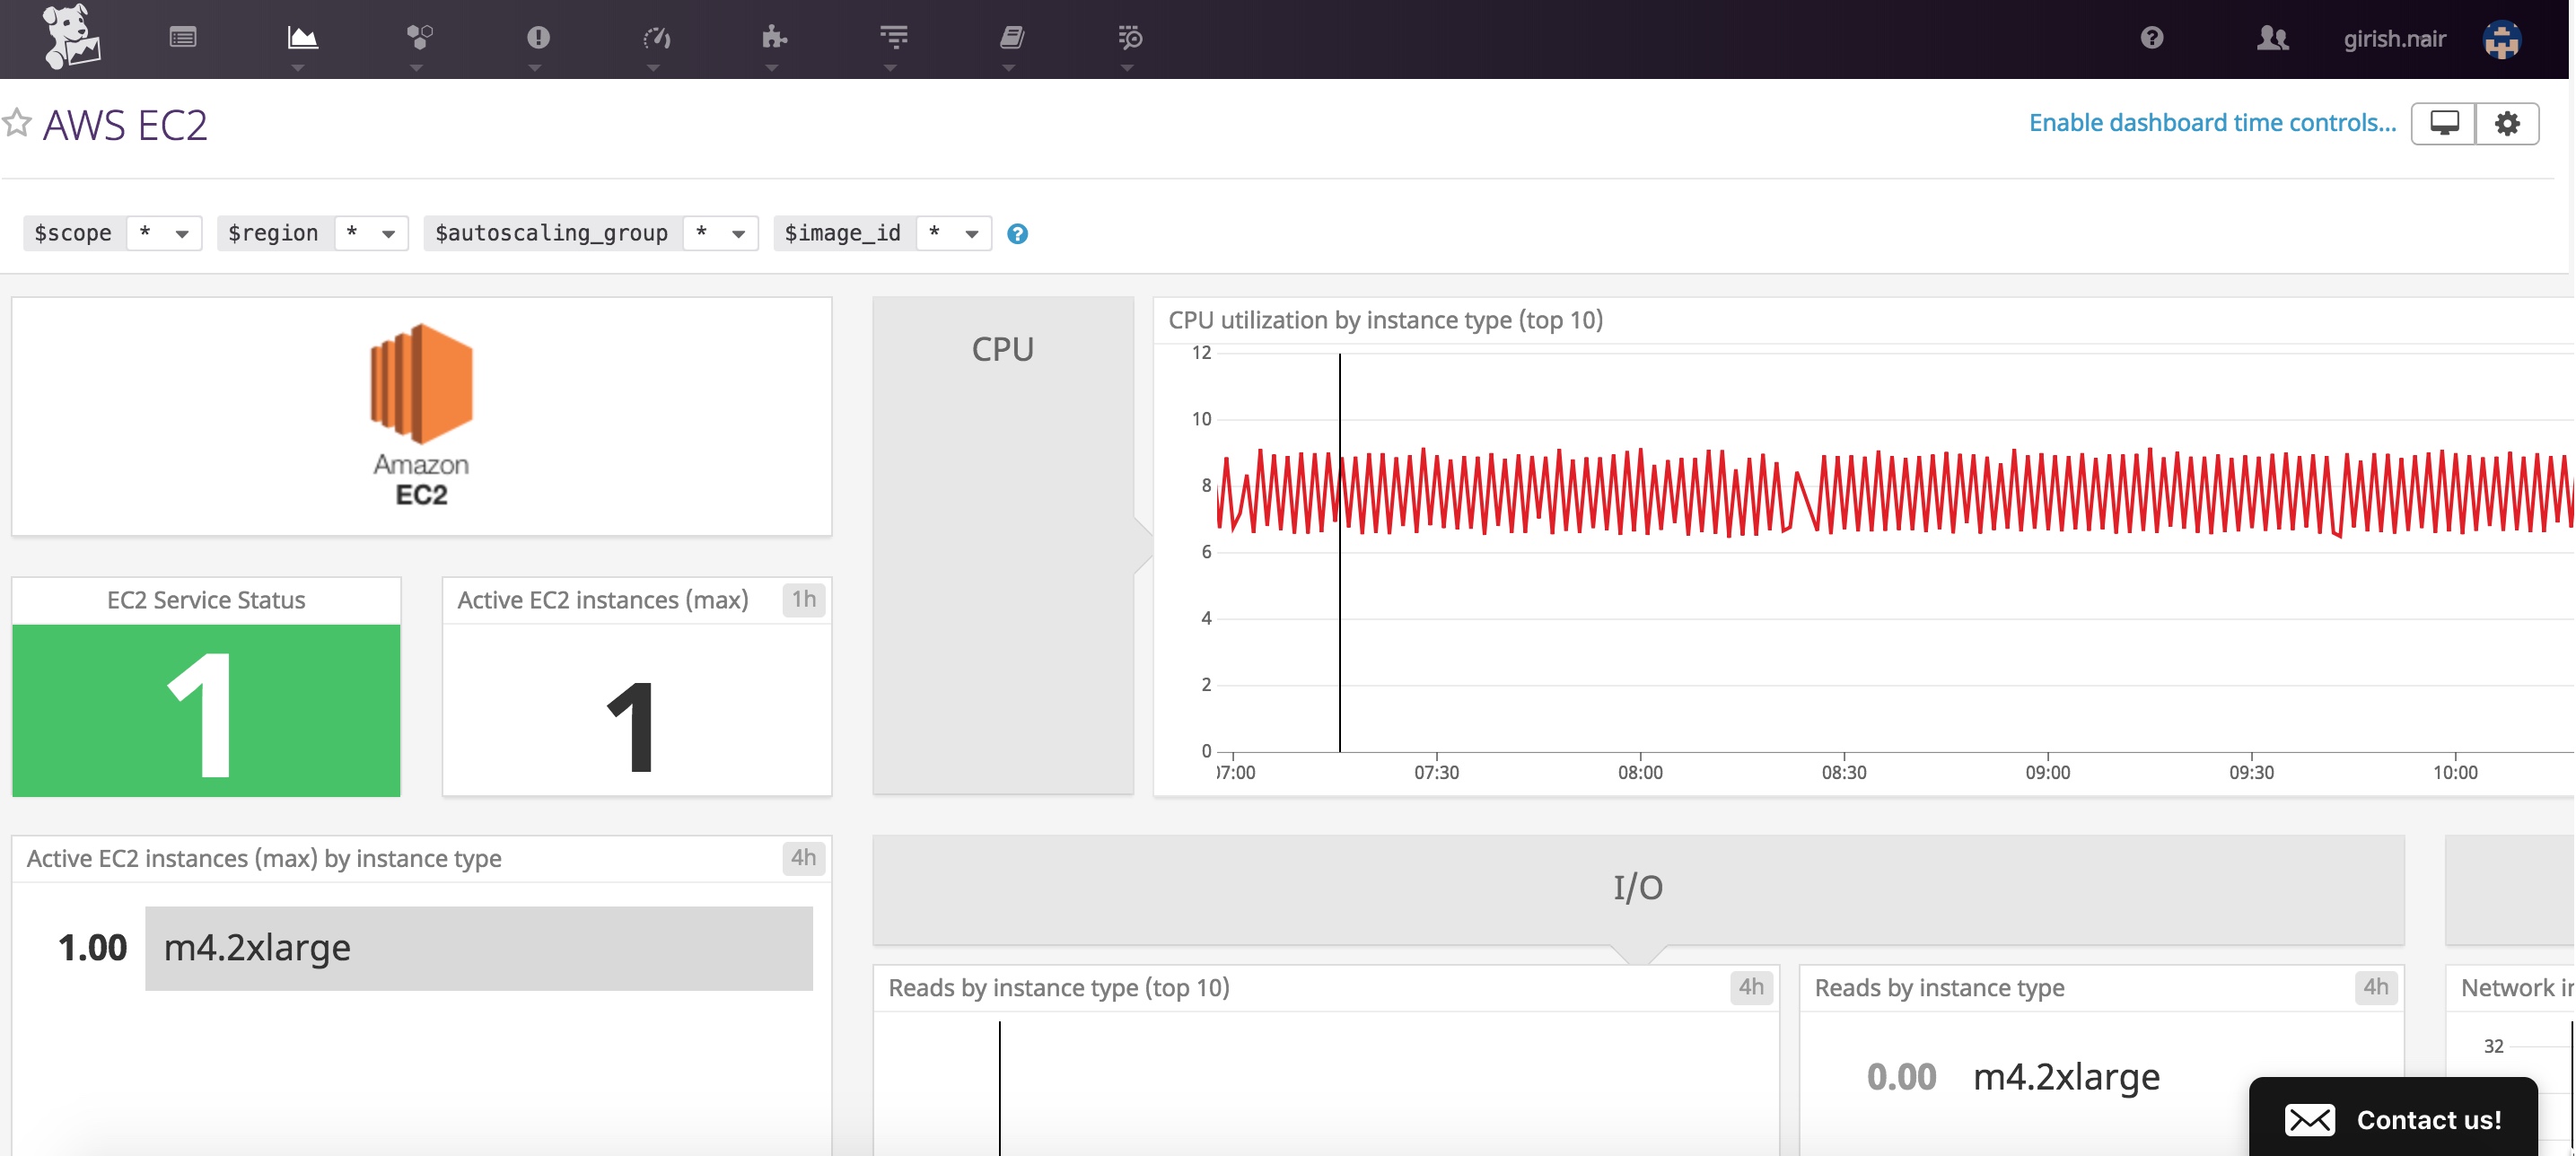 girish.nair
AWS EC2
Enable dashboard time controls...
$scope * $region * $autoscaling_group * $image_id *
Amazon
EC2
CPU
CPU utilization by instance type (top 10)
12
10
8
6
4
2
0
07:30 08:00 08:30 09:00 09:30 10:00
EC2 Service Status
1
Active EC2 instances (max) 1h
1
Active EC2 instances (max) by instance type 4h
1.00 m4.2xlarge
I/O
Reads by instance type (top 10) 4h
Reads by instance type 4h
0.00 m4.2xlarge
Network
32
Contact us!